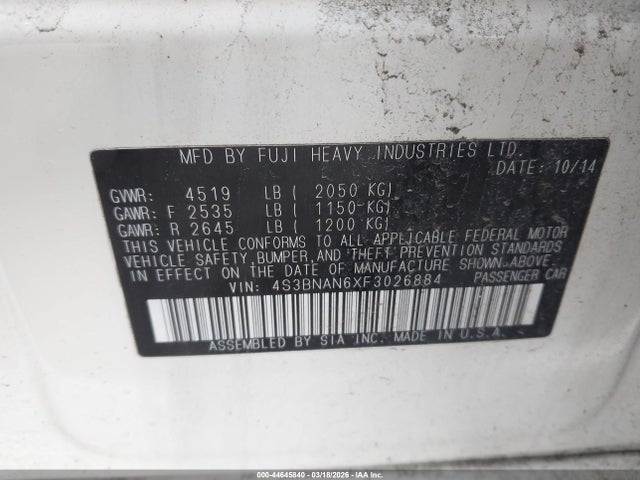 MFD BY FUJI HEAVY INDUSTRIES LTD.
DATE: 10/14
GVWR: 4519 LB ( 2050 KG)
GAWR: F 2535 LB ( 1150 KG)
GAWR: R 2645 LB ( 1200 KG)
THIS VEHICLE CONFORMS TO ALL APPLICABLE FEDERAL MOTOR
VEHICLE SAFETY, BUMPER, AND THEFT PREVENTION STANDARDS
IN EFFECT ON THE DATE OF MANUFACTURE SHOWN ABOVE.
VIN: 4S3BNAN6XF3026884 PASSENGER CAR
ASSEMBLED BY SIA INC. MADE IN U.S.A.
000-44645840 - 03/18/2026 - IAAI, Inc.